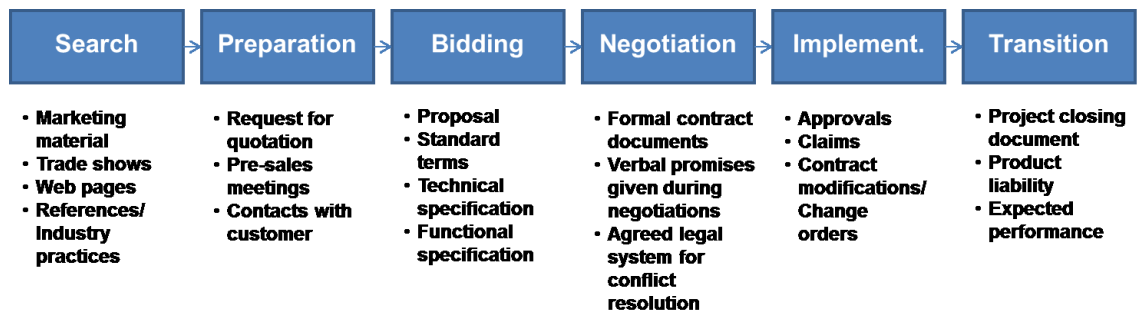 Search
Preparation
Bidding
Negotiation
Implement.
Transition
• Marketing
material
• Trade shows
• Web pages
• References/
Industry
practices
• Request for
quotation
• Pre-sales
meetings
• Contacts with
customer
• Proposal
• Standard
terms
• Technical
specification
• Functional
specification
• Formal contract
documents
• Verbal promises
given during
negotiations
• Agreed legal
system for
conflict
resolution
• Approvals
• Claims
• Contract
modifications/
Change
orders
• Project closing
document
• Product
liability
• Expected
performance